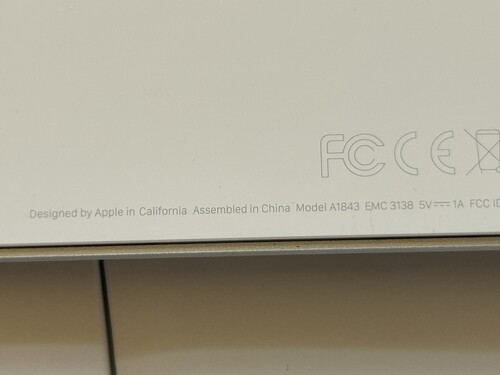 FC CE
Designed by Apple in California Assembled in China Model A1843 EMC 3138 5V⎓1A FCC ID